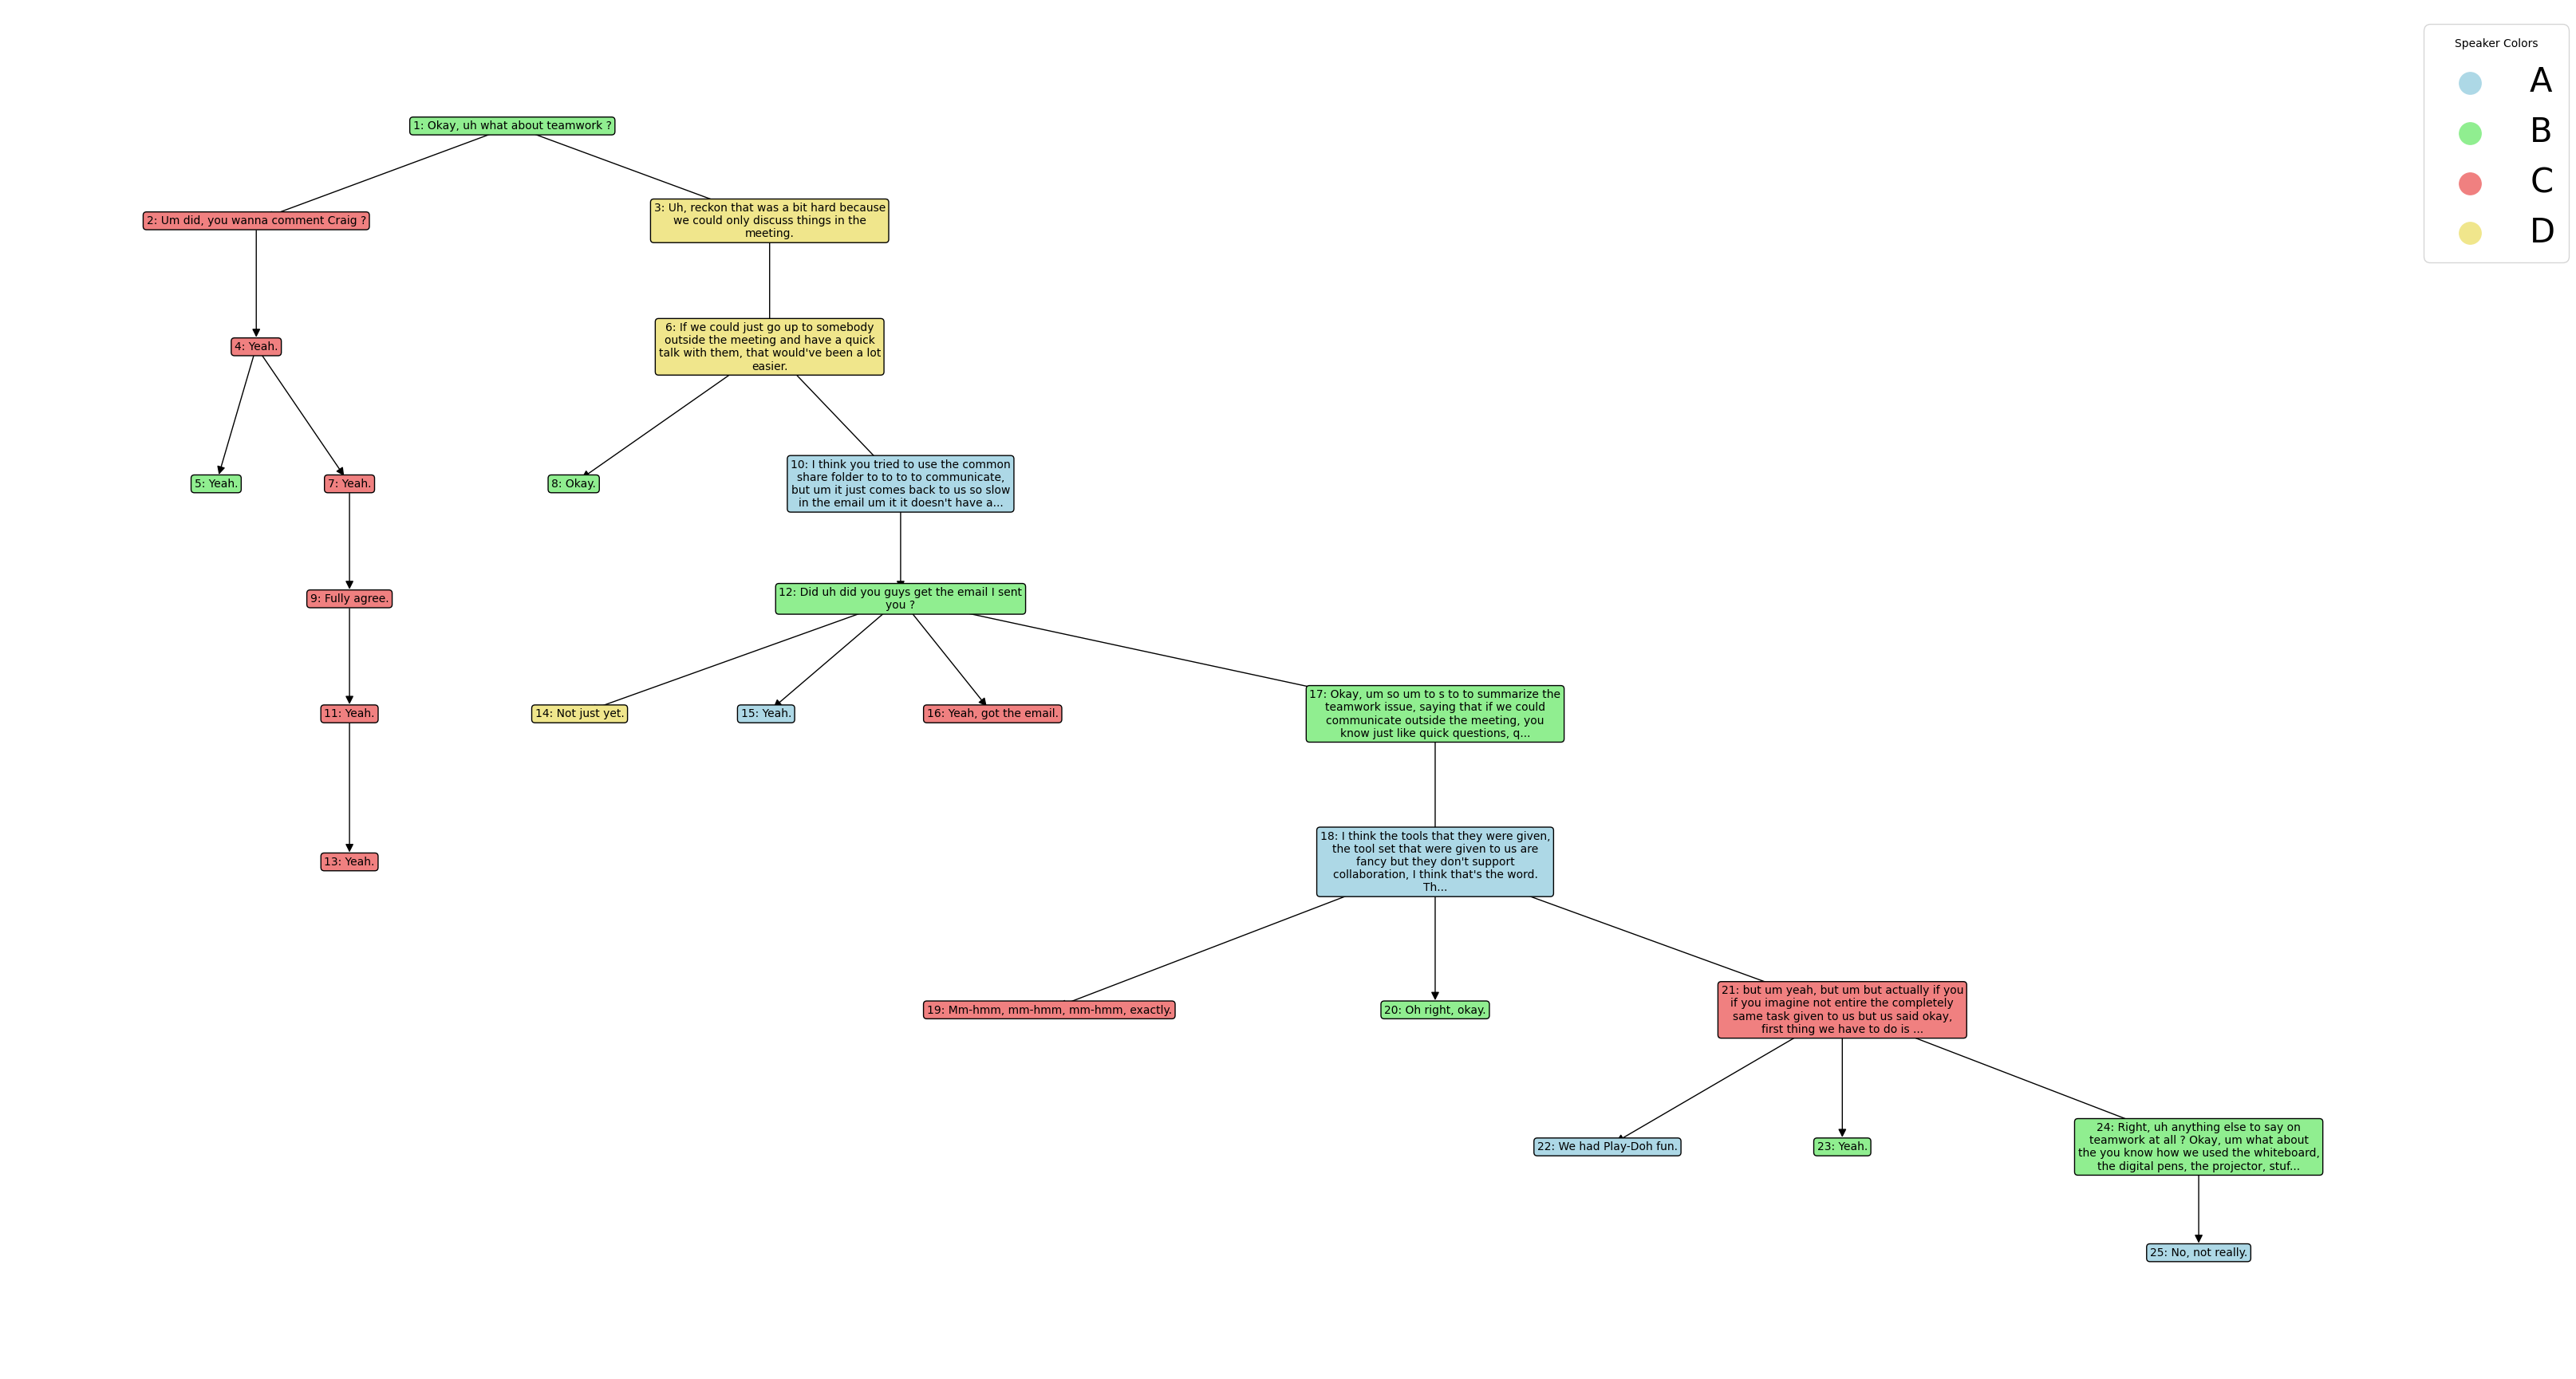 Speaker Colors
A
B
C
D
1: Okay, uh what about teamwork ?
2: Um did, you wanna comment Craig ?
3: Uh, reckon that was a bit hard because
we could only discuss things in the
meeting.
4: Yeah.
6: If we could just go up to somebody
outside the meeting and have a quick
talk with them, that would've been a lot
easier.
5: Yeah.
7: Yeah.
8: Okay.
10: I think you tried to use the common
share folder to to to to communicate,
but um it just comes back to us so slow
in the email um it it doesn't have a...
9: Fully agree.
12: Did uh did you guys get the email I sent
you ?
11: Yeah.
14: Not just yet.
15: Yeah.
16: Yeah, got the email.
17: Okay, um so um to s to to summarize the
teamwork issue, saying that if we could
communicate outside the meeting, you
know just like quick questions, q...
13: Yeah.
18: I think the tools that they were given,
the tool set that were given to us are
fancy but they don't support
collaboration, I think that's the word.
Th...
19: Mm-hmm, mm-hmm, mm-hmm, exactly.
20: Oh right, okay.
21: but um yeah, but um but actually if you
if you imagine not entire the completely
same task given to us but us said okay,
first thing we have to do is ...
22: We had Play-Doh fun.
23: Yeah.
24: Right, uh anything else to say on
teamwork at all ? Okay, um what about
the you know how we used the whiteboard,
the digital pens, the projector, stuf...
25: No, not really.